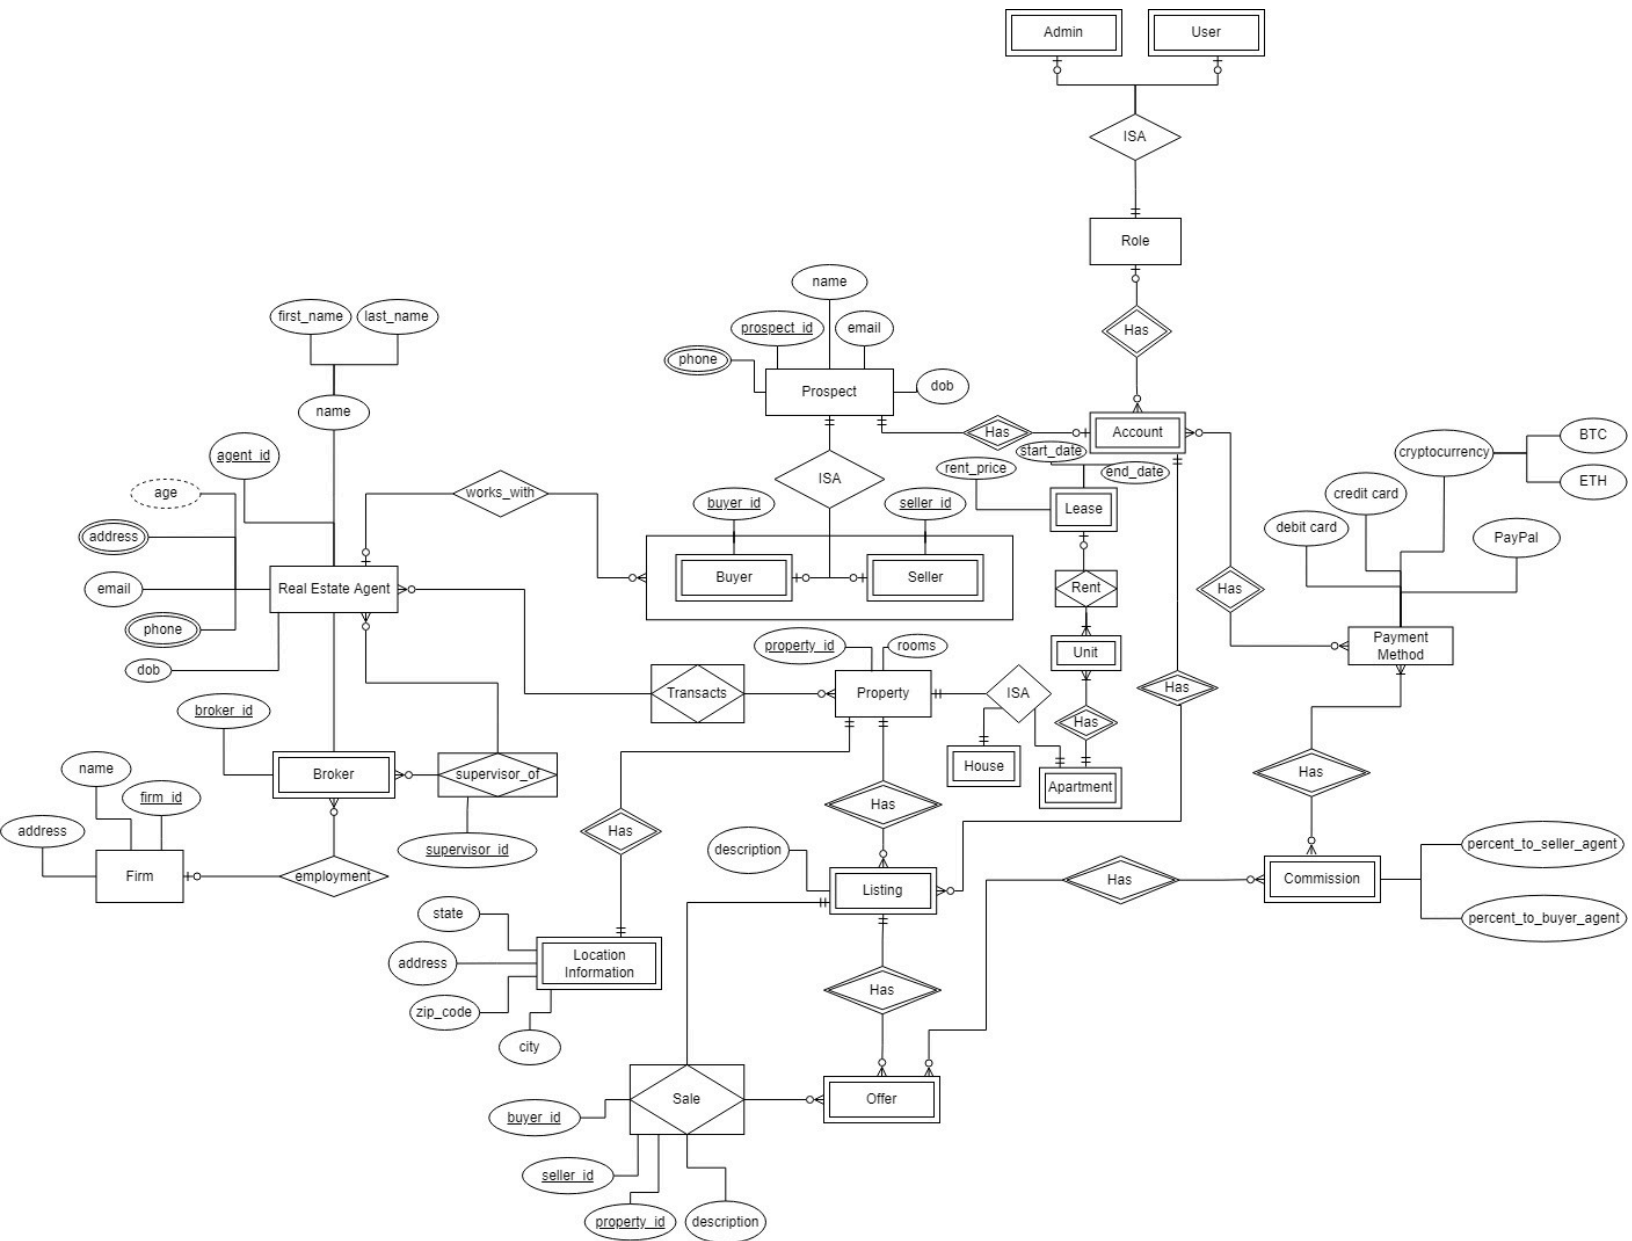 Admin
User
ISA
Role
name
first_name
last_name
prospect_id
email
Has
phone
Prospect
dob
name
Account
Has
BTC
cryptocurrency
start_date
agent_id
rent_price
end_date
ISA
ETH
age
works_with
credit card
buyer_id
seller_id
Lease
debit card
address
PayPal
Buyer
Seller
Real Estate Agent
email
Rent
Has
phone
property_id
rooms
Unit
Payment
Method
dob
Transacts
Property
ISA
Has
broker_id
Has
name
Broker
supervisor_of
House
Has
firm_id
Apartment
address
Has
Has
supervisor_id
description
percent_to_seller_agent
Firm
employment
Has
Commission
Listing
state
percent_to_buyer_agent
address
Location
Information
Has
zip_code
city
Sale
Offer
buyer_id
seller_id
property_id
description